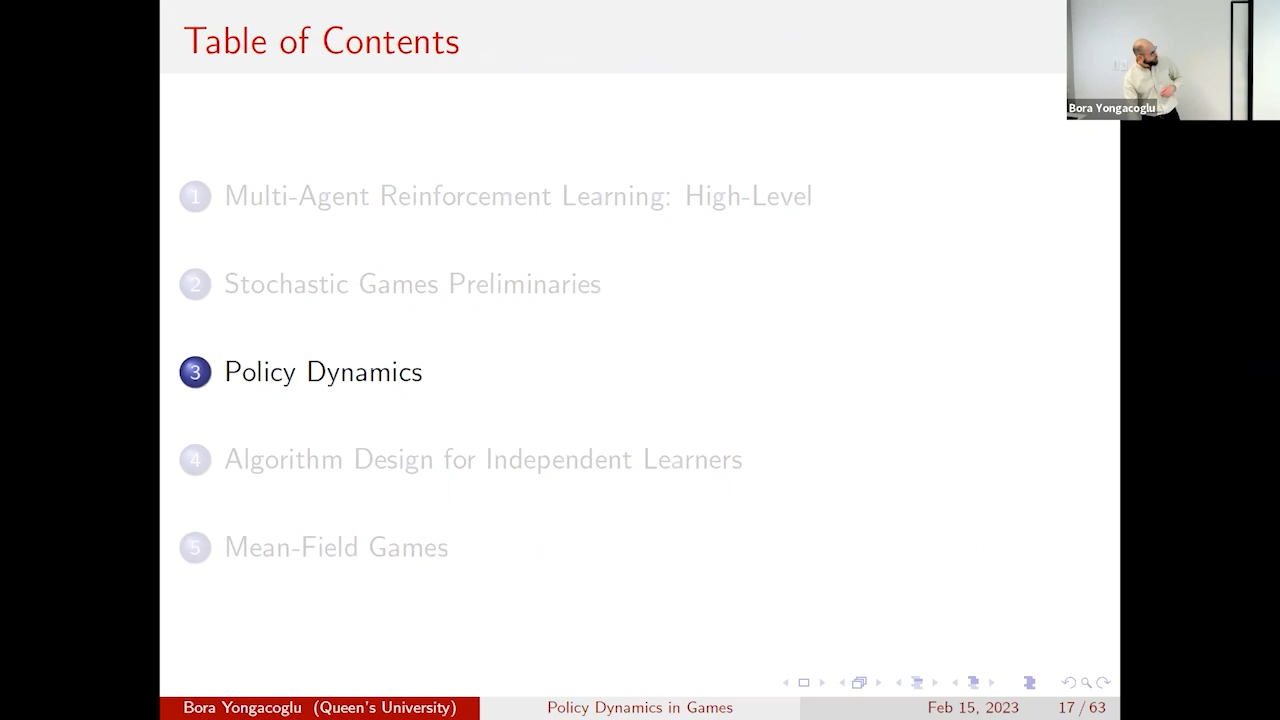 Table of Contents
Bora Yongacoglu
1 Multi-Agent Reinforcement Learning: High-Level
2 Stochastic Games Preliminaries
3 Policy Dynamics
4 Algorithm Design for Independent Learners
5 Mean-Field Games
Bora Yongacoglu (Queen's University) Policy Dynamics in Games Feb 15, 2023 17 / 63